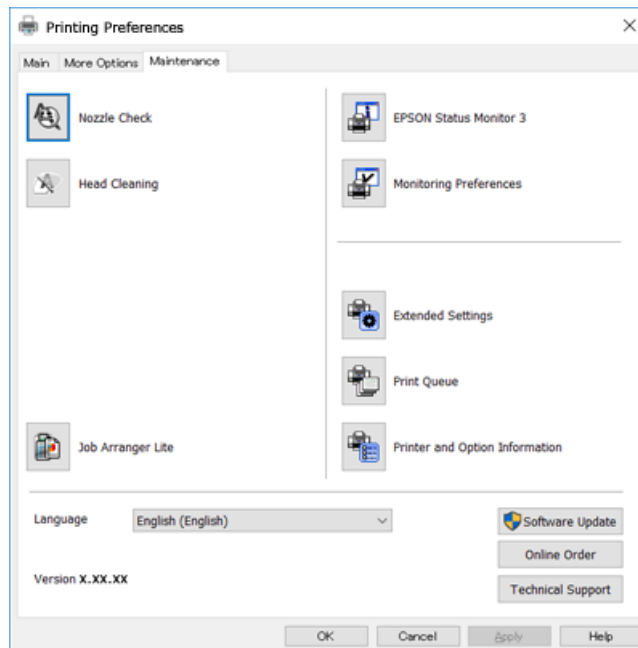 Printing Preferences
Main More Options Maintenance
Nozzle Check
Head Cleaning
Job Arranger Lite
EPSON Status Monitor 3
Monitoring Preferences
Extended Settings
Print Queue
Printer and Option Information
Language English (English)
Software Update
Online Order
Version X.XX.XX
Technical Support
OK Cancel Apply Help